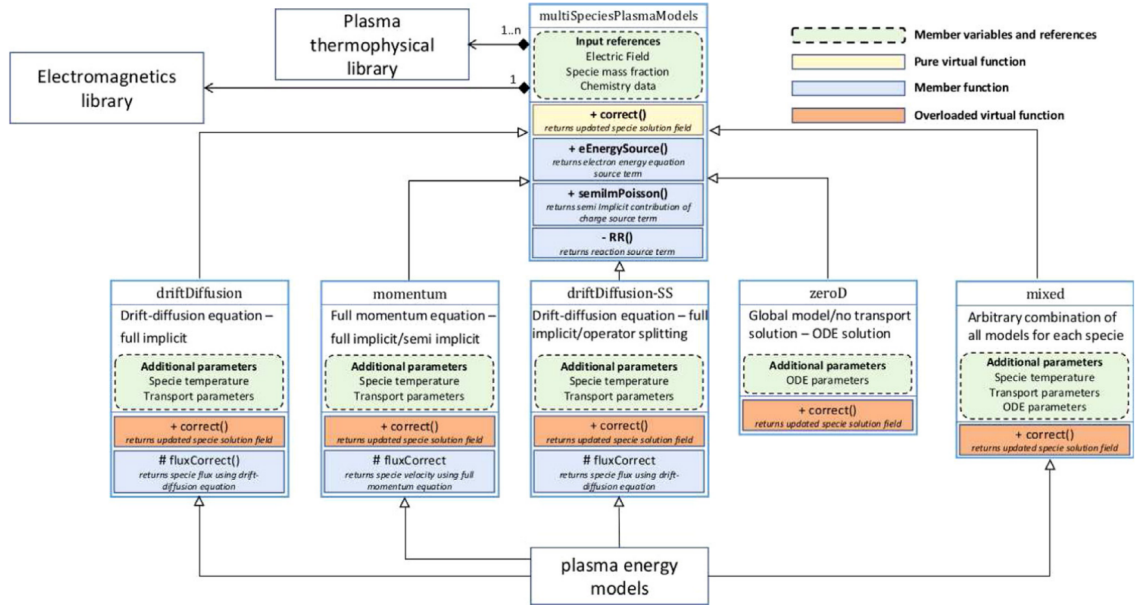 Plasma
thermophysical
library
Electromagnetics
library
1..n
1
multiSpeciesPlasmaModels
Input references
Electric Field
Specie mass fraction
Chemistry data
+ correct()
returns updated specie solution field
+ eEnergySource()
returns electron energy equation
source term
+ semiImPoisson()
returns semi Implicit contribution of
charge source term
- RR()
returns reaction source term
Member variables and references
Pure virtual function
Member function
Overloaded virtual function
driftDiffusion
Drift-diffusion equation –
full implicit
Additional parameters
Specie temperature
Transport parameters
+ correct()
returns updated specie solution field
# fluxCorrect()
returns specie flux using drift-
diffusion equation
momentum
Full momentum equation –
full implicit/semi implicit
Additional parameters
Specie temperature
Transport parameters
+ correct()
returns updated specie solution field
# fluxCorrect
returns specie velocity using full
momentum equation
driftDiffusion-SS
Drift-diffusion equation – full
implicit/operator splitting
Additional parameters
Specie temperature
Transport parameters
+ correct()
returns updated specie solution field
# fluxCorrect
returns specie flux using drift-
diffusion equation
zeroD
Global model/no transport
solution – ODE solution
Additional parameters
ODE parameters
+ correct()
returns updated specie solution field
mixed
Arbitrary combination of
all models for each specie
Additional parameters
Specie temperature
Transport parameters
ODE parameters
+ correct()
returns updated specie solution field
plasma energy
models